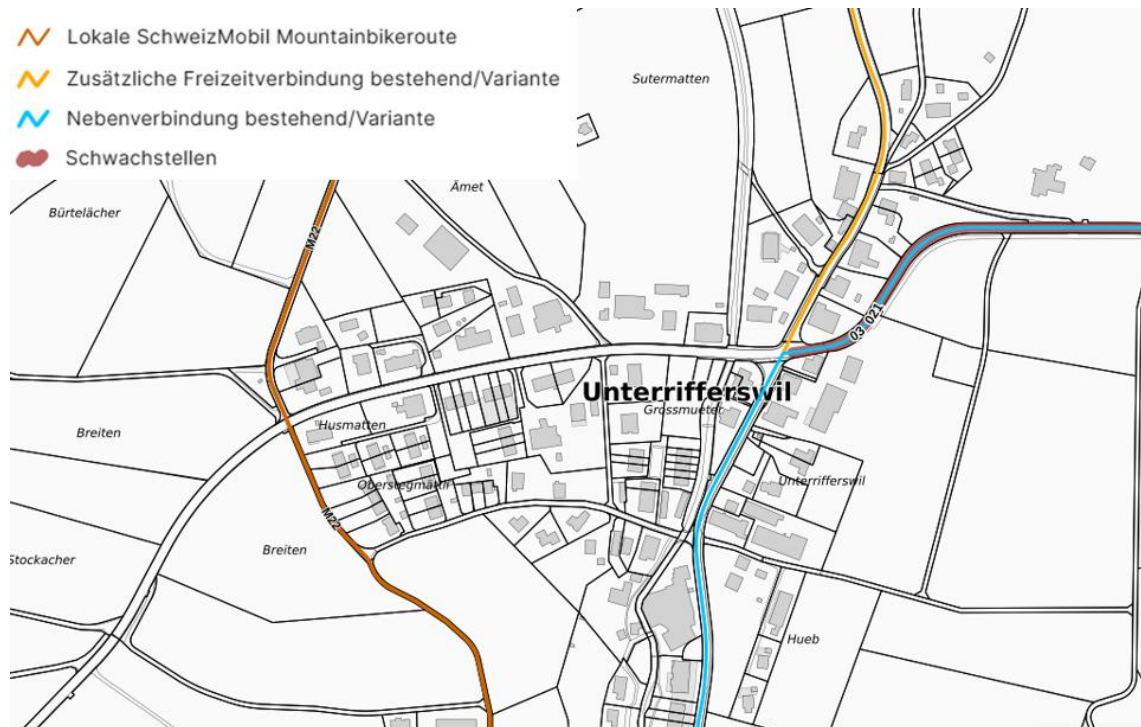 Lokale SchweizMobil Mountainbikeroute
Zusätzliche Freizeitverbindung bestehend/Variante
Nebenverbindung bestehend/Variante
Schwachstellen
Sutermatten
Ämet
Bürtelächer
M22
03_021
Unterrifferswil
Grossmueter
Husmatten
Breiten
Oberstegmättli
Unterrifferswil
M22
Breiten
Stockacher
Hueb